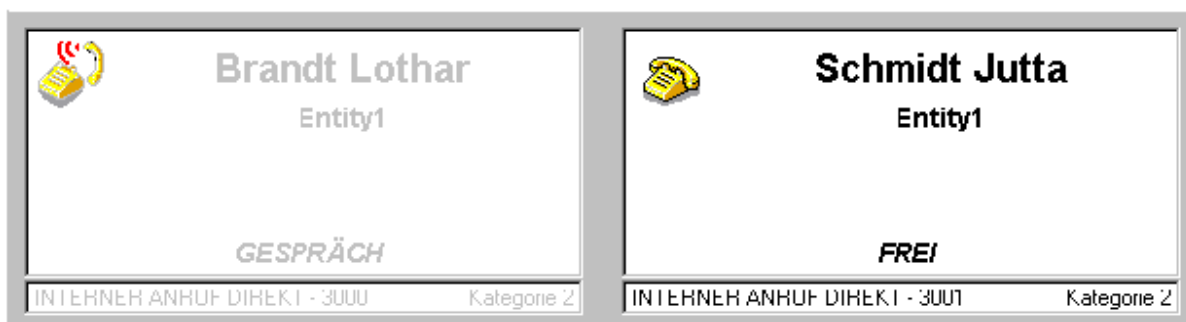 Brandt Lothar
Entity1
GESPRÄCH
INTERNER ANRUF DIREKT - 3000 Kategorie 2
Schmidt Jutta
Entity1
FREI
INTERNER ANRUF DIREKT - 3001 Kategorie 2